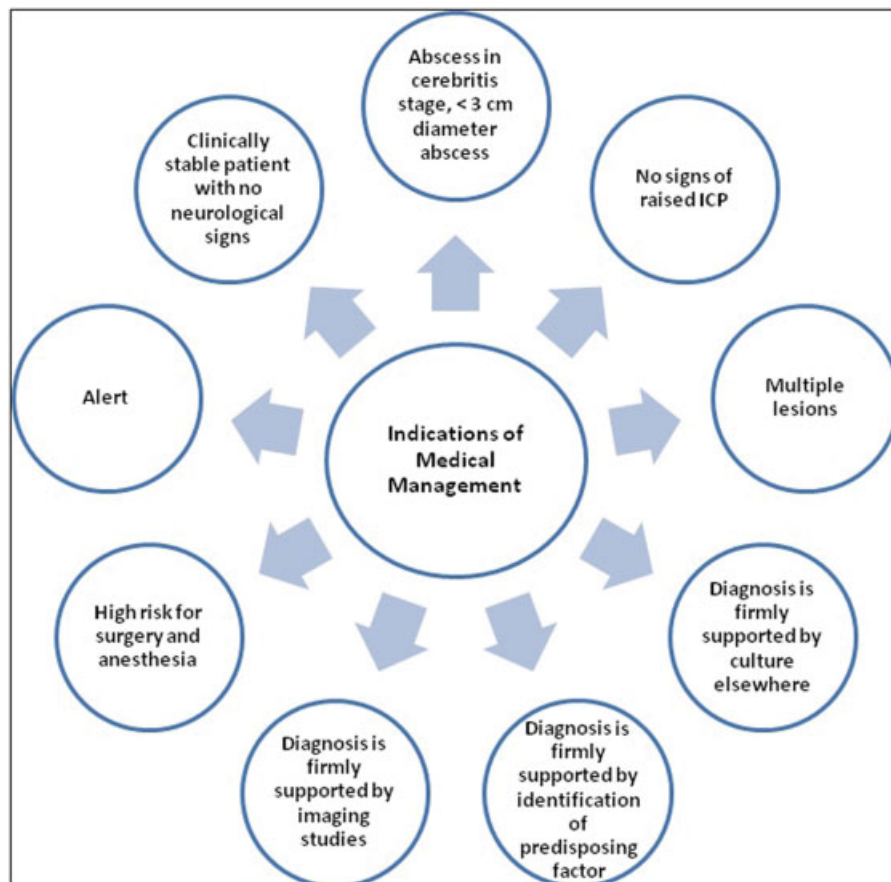 Abscess in
cerebritis
stage, < 3 cm
diameter
abscess
No signs of
raised ICP
Multiple
lesions
Diagnosis is
firmly
supported by
culture
elsewhere
Diagnosis is
firmly
supported by
identification
of
predisposing
factor
Diagnosis is
firmly
supported by
imaging
studies
High risk for
surgery and
anesthesia
Alert
Clinically
stable patient
with no
neurological
signs
Indications of
Medical
Management